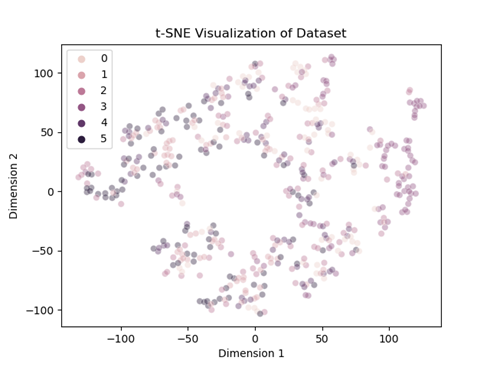 t-SNE Visualization of Dataset
0
1
2
3
4
5
100
50
0
−50
−100
Dimension 2
−100 −50 0 50 100
Dimension 1